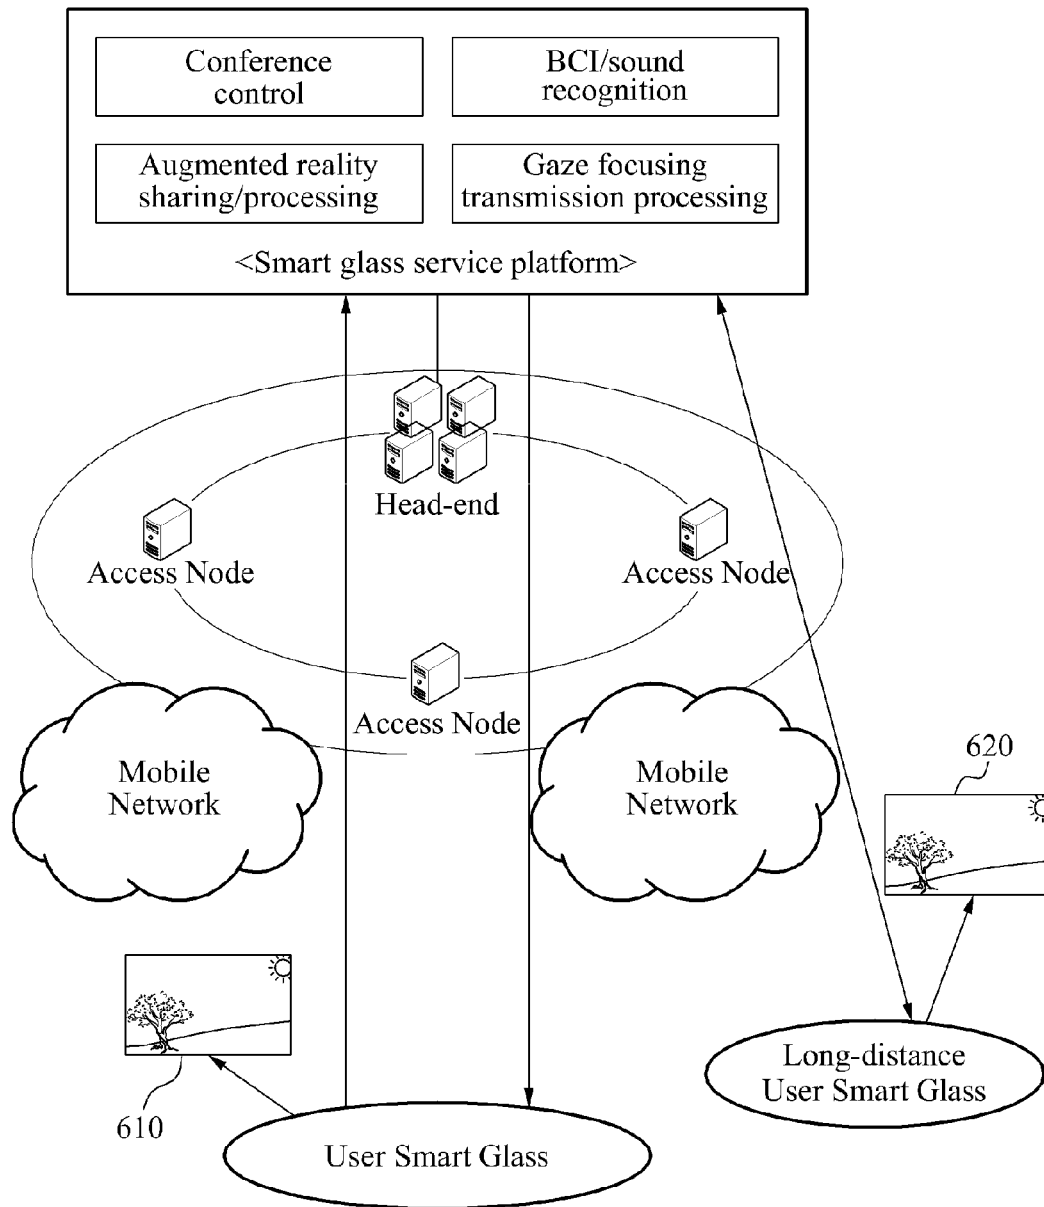 Conference
control
BCI/sound
recognition
Augmented reality
sharing/processing
Gaze focusing
transmission processing
<Smart glass service platform>
Head-end
Access Node
Access Node
Access Node
Mobile
Network
Mobile
Network
620
610
Long-distance
User Smart Glass
User Smart Glass